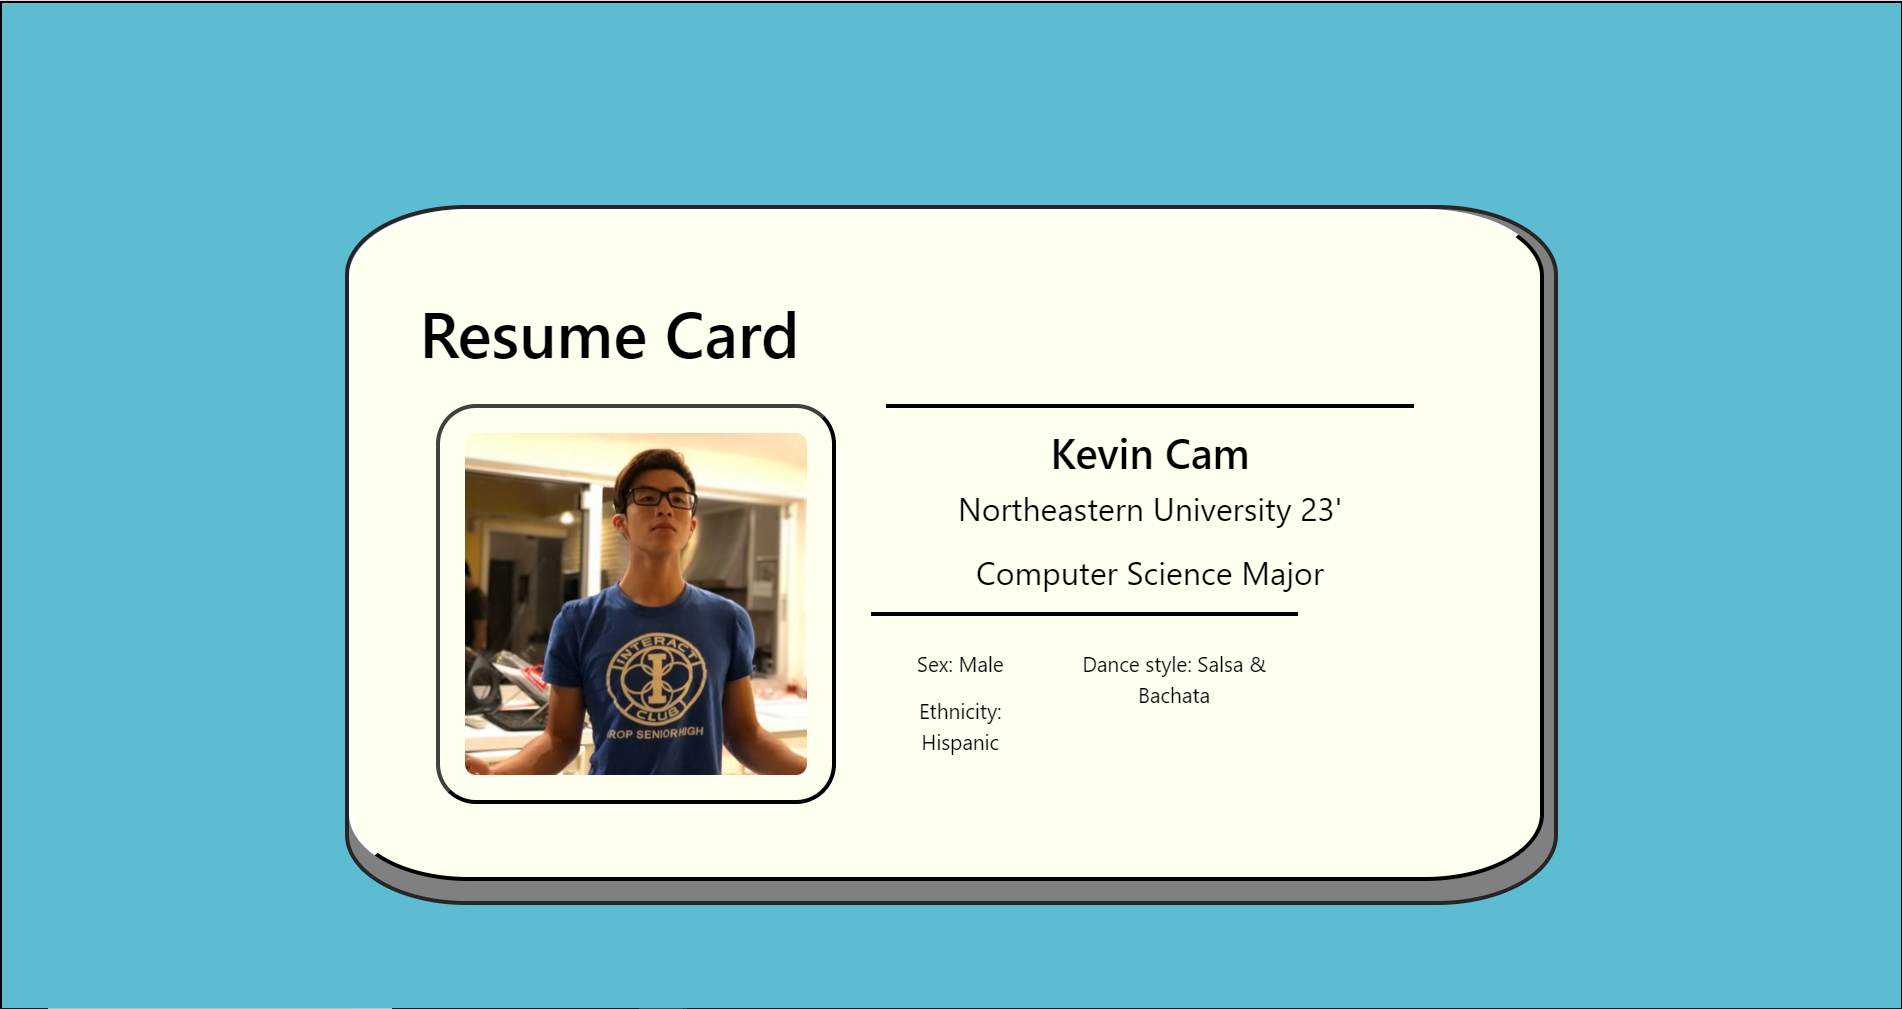 Resume Card
Kevin Cam
Northeastern University 23'
Computer Science Major
Sex: Male
Ethnicity:
Hispanic
Dance style: Salsa &
Bachata
INTERACT
I
CLUB
ROP SENIOR HIGH